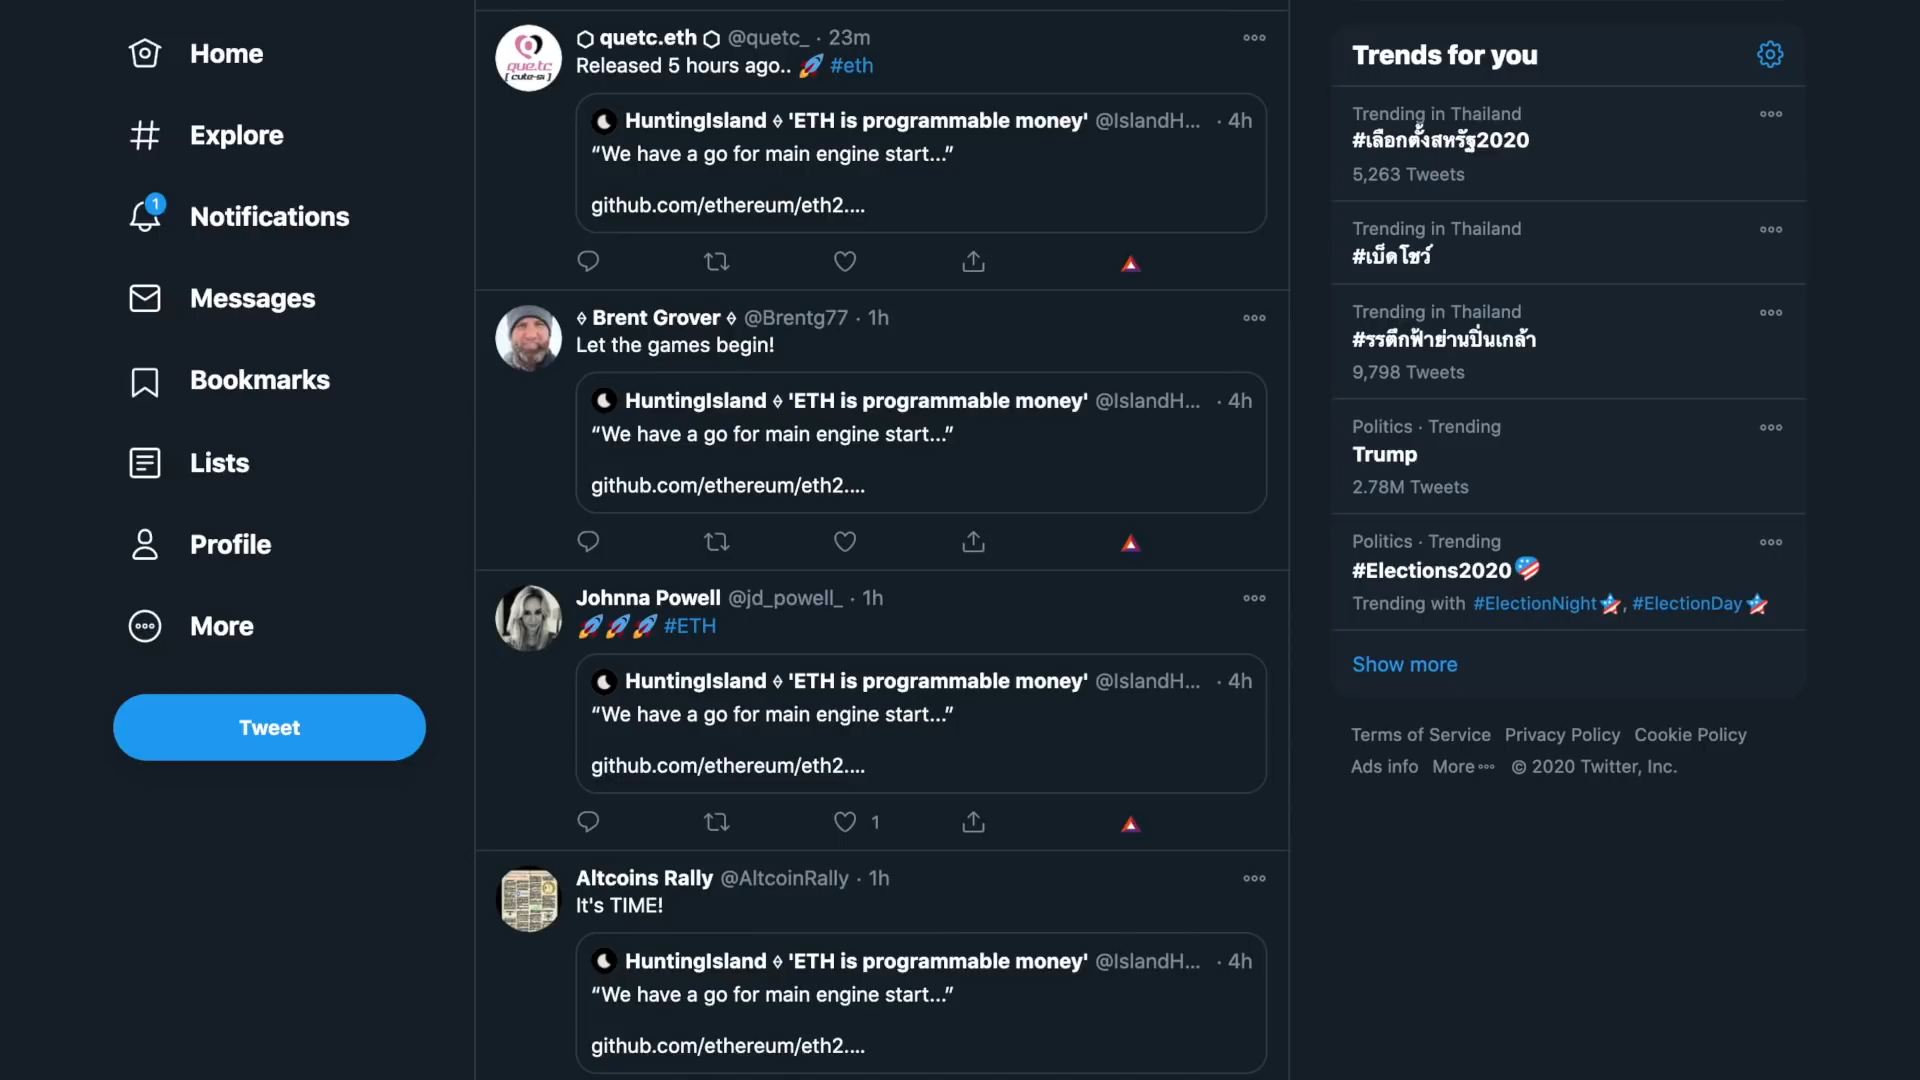 Home
Explore
1
Notifications
Messages
Bookmarks
Lists
Profile
More
Tweet
que.tc
[ cute-si ]
quetc.eth @quetc_ · 23m
Released 5 hours ago.. 🚀 #eth
HuntingIsland ⬨ 'ETH is programmable money' @IslandH... · 4h
“We have a go for main engine start...”
github.com/ethereum/eth2....
⬨ Brent Grover ⬨ @Brentg77 · 1h
Let the games begin!
HuntingIsland ⬨ 'ETH is programmable money' @IslandH... · 4h
“We have a go for main engine start...”
github.com/ethereum/eth2....
Johnna Powell @jd_powell_ · 1h
🚀🚀🚀 #ETH
HuntingIsland ⬨ 'ETH is programmable money' @IslandH... · 4h
“We have a go for main engine start...”
github.com/ethereum/eth2....
1
Altcoins Rally @AltcoinRally · 1h
It's TIME!
HuntingIsland ⬨ 'ETH is programmable money' @IslandH... · 4h
“We have a go for main engine start...”
github.com/ethereum/eth2....
Trends for you
Trending in Thailand
#เลือกตั้งสหรัฐ2020
5,263 Tweets
Trending in Thailand
#เบ็ดโชว์
Trending in Thailand
#รรตึกฟ้าย่านปิ่นเกล้า
9,798 Tweets
Politics · Trending
Trump
2.78M Tweets
Politics · Trending
#Elections2020
Trending with #ElectionNight, #ElectionDay
Show more
Terms of Service Privacy Policy Cookie Policy
Ads info More © 2020 Twitter, Inc.